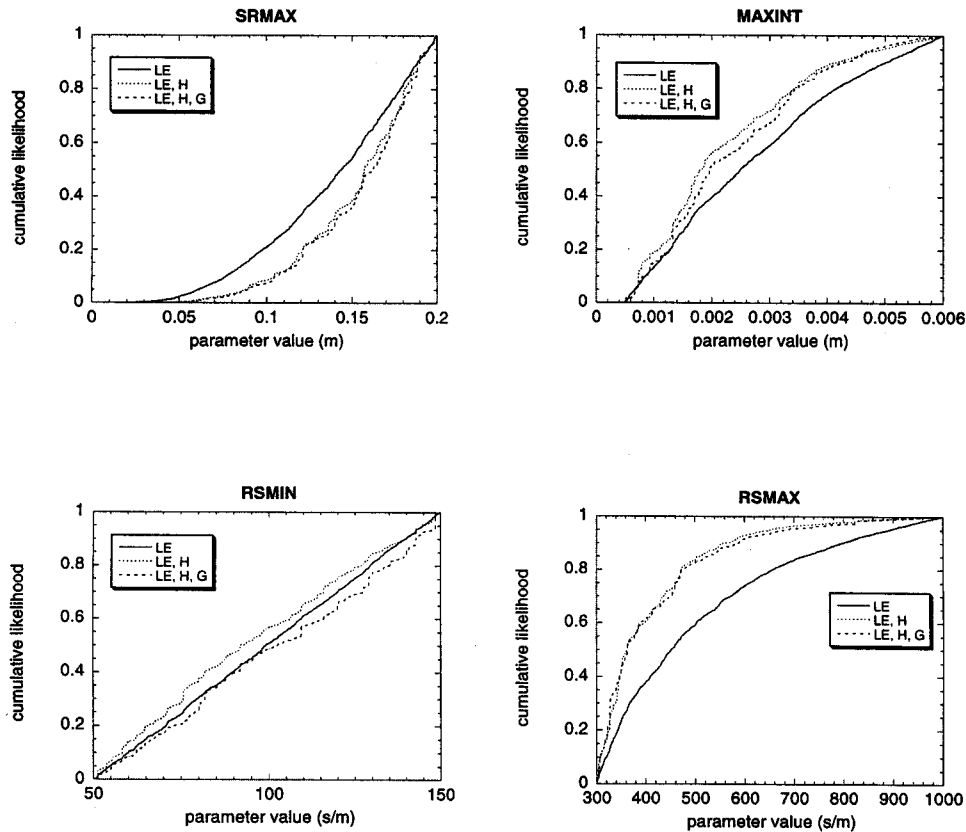 SRMAX
1
0.8
0.6
0.4
0.2
0
cumulative likelihood
LE
LE, H
LE, H, G
0
0.05
0.1
0.15
0.2
parameter value (m)
MAXINT
1
0.8
0.6
0.4
0.2
0
cumulative likelihood
LE
LE, H
LE, H, G
0
0.001
0.002
0.003
0.004
0.005
0.006
parameter value (m)
RSMIN
1
0.8
0.6
0.4
0.2
0
cumulative likelihood
LE
LE, H
LE, H, G
50
100
150
parameter value (s/m)
RSMAX
1
0.8
0.6
0.4
0.2
0
cumulative likelihood
LE
LE, H
LE, H, G
300
400
500
600
700
800
900
1000
parameter value (s/m)